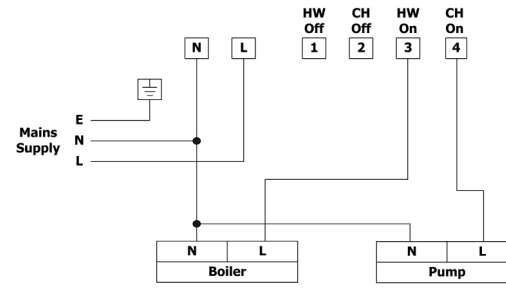 HW CH HW CH
Off Off On On
N L 1 2 3 4
E
Mains N
Supply
L
N L N L
Boiler Pump